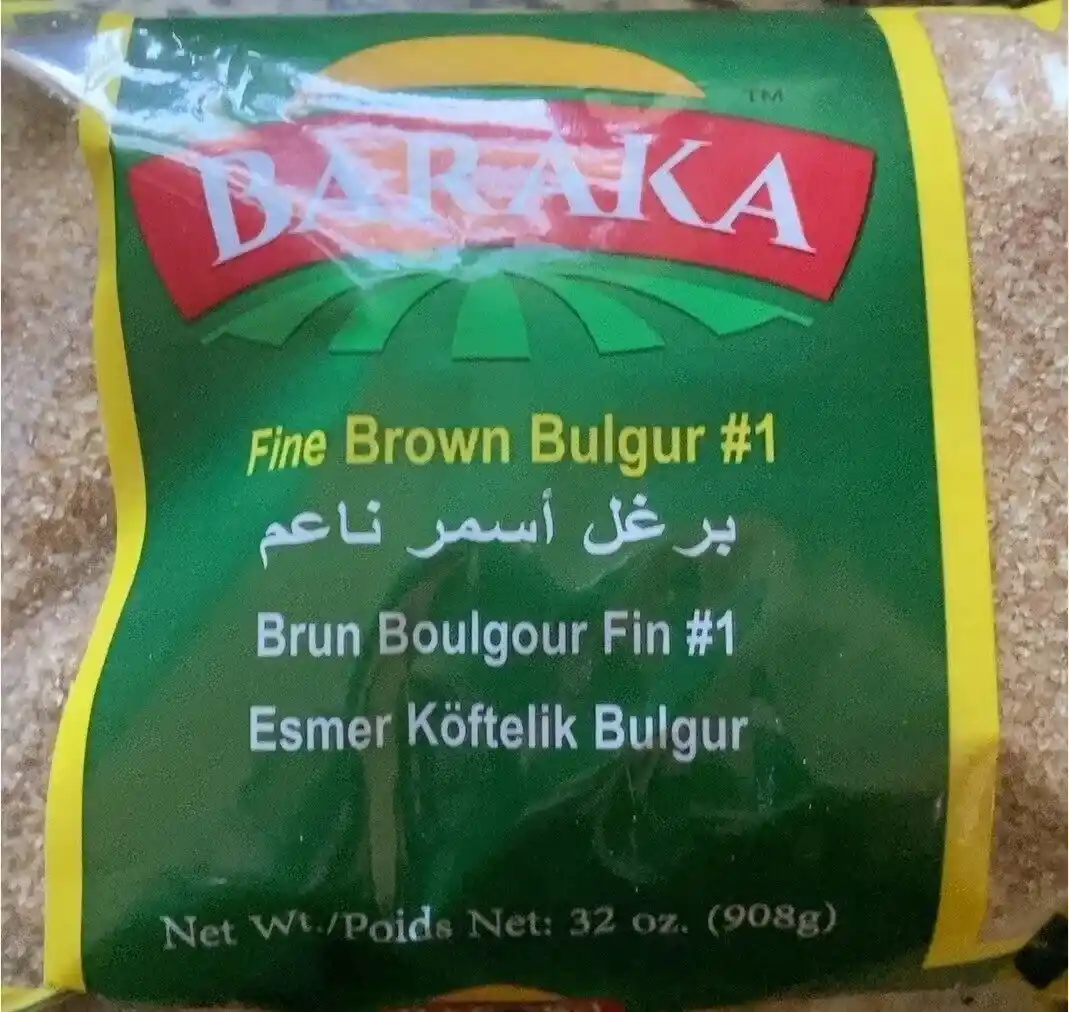 BARAKA
TM
Fine Brown Bulgur #1
برغل أسمر ناعم
Brun Boulgour Fin #1
Esmer Köftelik Bulgur
Net Wt./Poids Net: 32 oz. (908g)